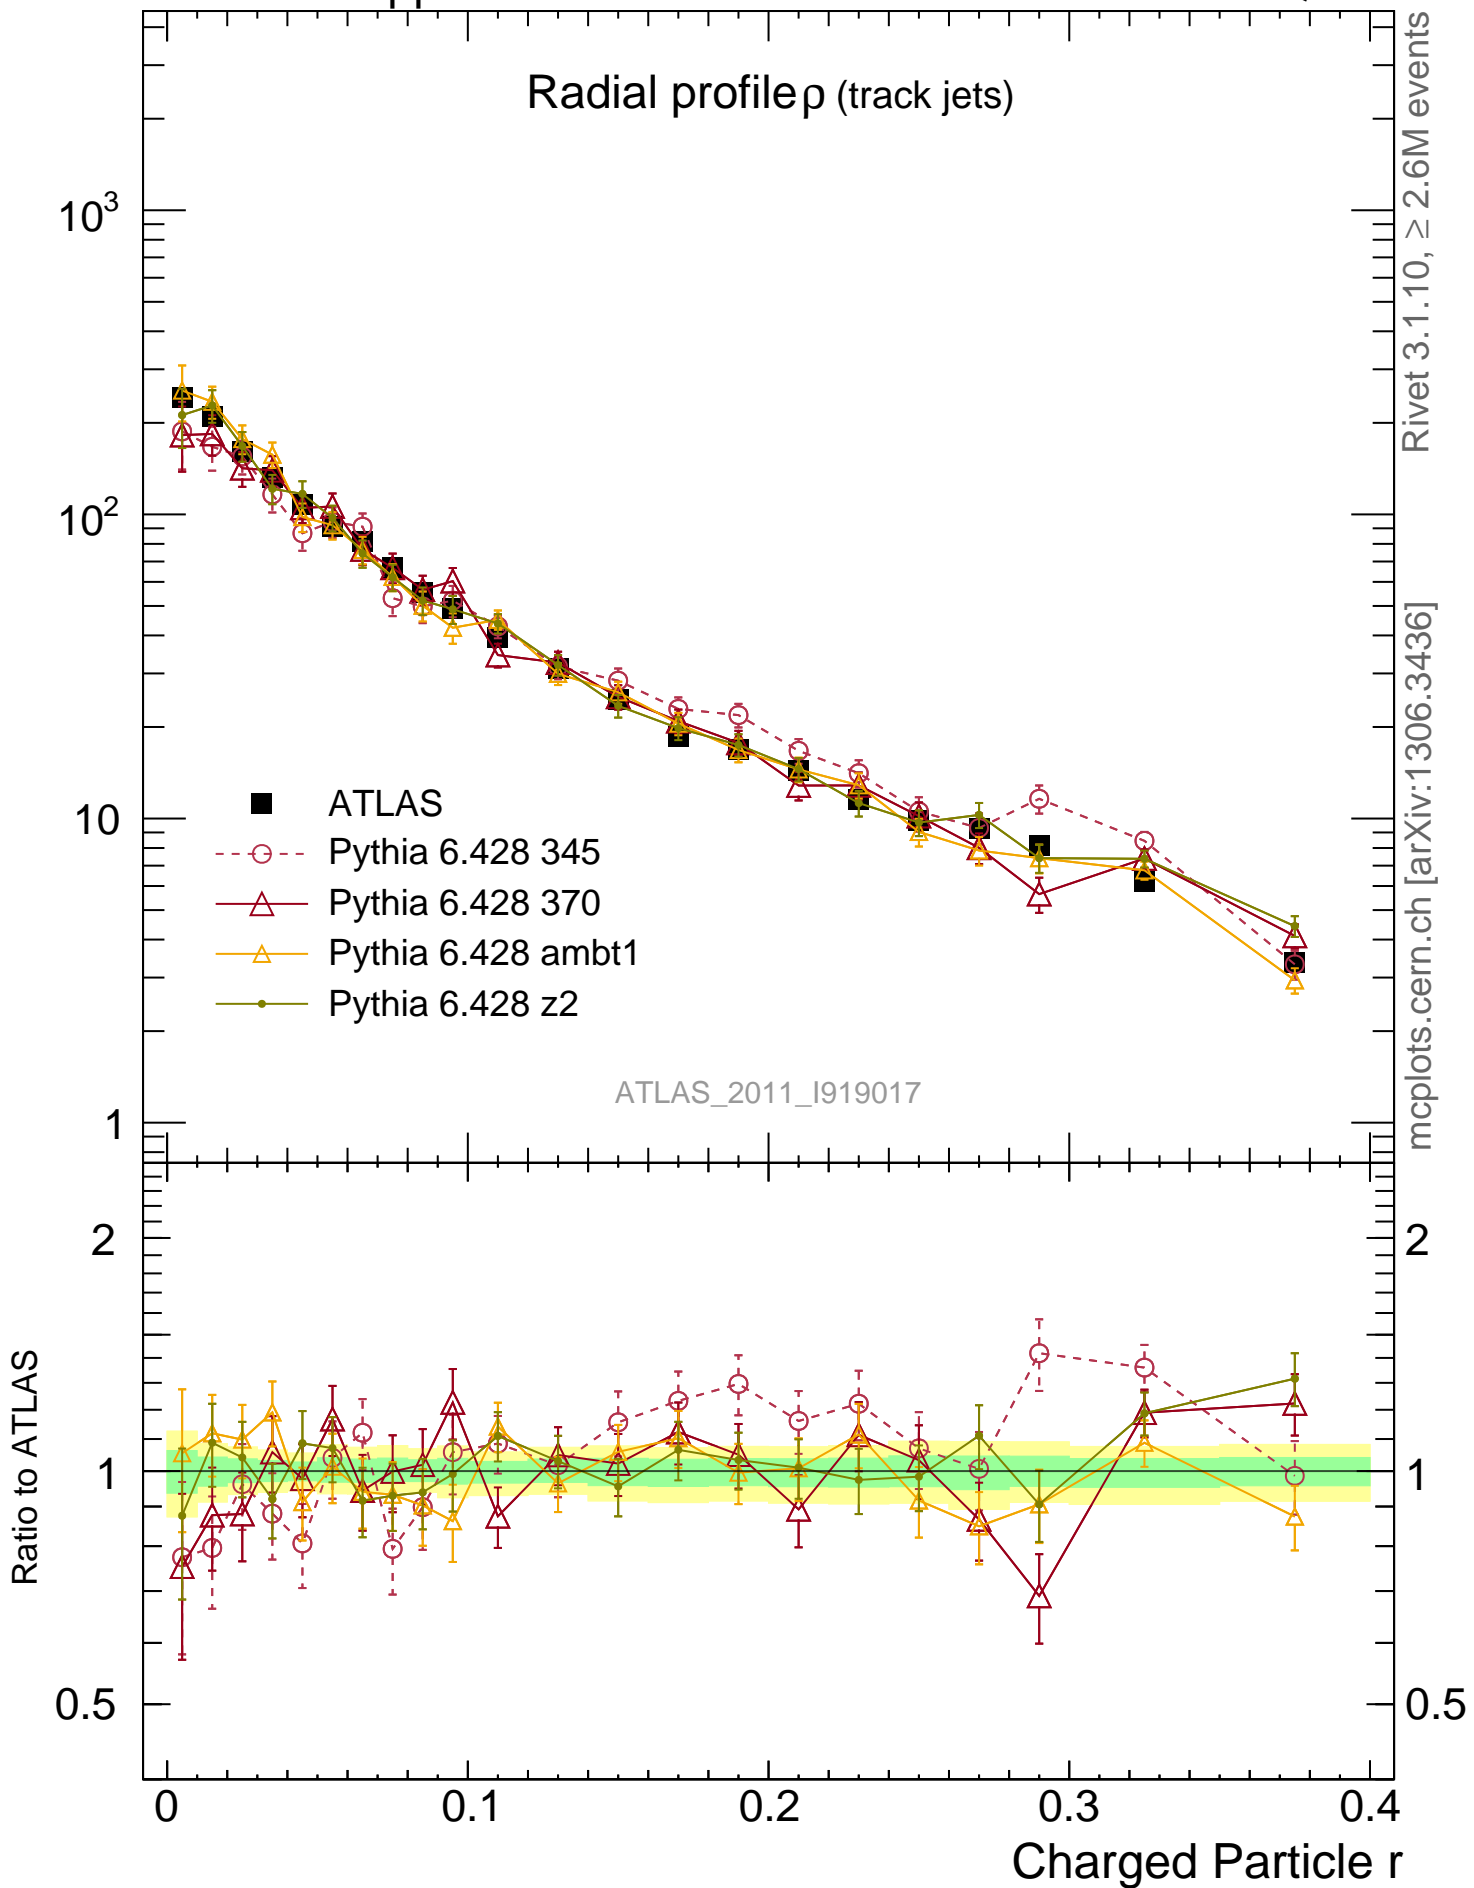 Radial profile ρ (track jets)
10³
10²
10
1
ATLAS
Pythia 6.428 345
Pythia 6.428 370
Pythia 6.428 ambt1
Pythia 6.428 z2
ATLAS_2011_I919017
Rivet 3.1.10, ≥ 2.6M events
mcplots.cern.ch [arXiv:1306.3436]
Ratio to ATLAS
2
1
0.5
2
1
0.5
0
0.1
0.2
0.3
0.4
Charged Particle r